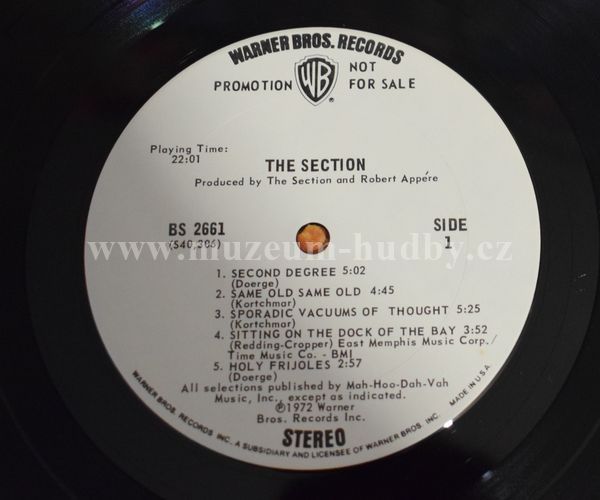 WARNER BROS. RECORDS
PROMOTION WB NOT FOR SALE
®
Playing Time:
22:01
THE SECTION
Produced by The Section and Robert Appére
BS 2661
(S40,306)
SIDE
1
www.muzeum-hudby.cz
1. SECOND DEGREE 5:02
(Doerge)
2. SAME OLD SAME OLD 4:45
(Kortchmar)
3. SPORADIC VACUUMS OF THOUGHT 5:25
(Kortchmar)
4. SITTING ON THE DOCK OF THE BAY 3:52
(Redding-Cropper) East Memphis Music Corp./
Time Music Co. - BMI
5. HOLY FRIJOLES 2:57
(Doerge)
All selections published by Mah-Hoo-Dah-Vah
Music, Inc., except as indicated.
℗1972 Warner
Bros. Records Inc.
STEREO
WARNER BROS. RECORDS INC., A SUBSIDIARY AND LICENSEE OF WARNER BROS. INC.
MADE IN U.S.A.